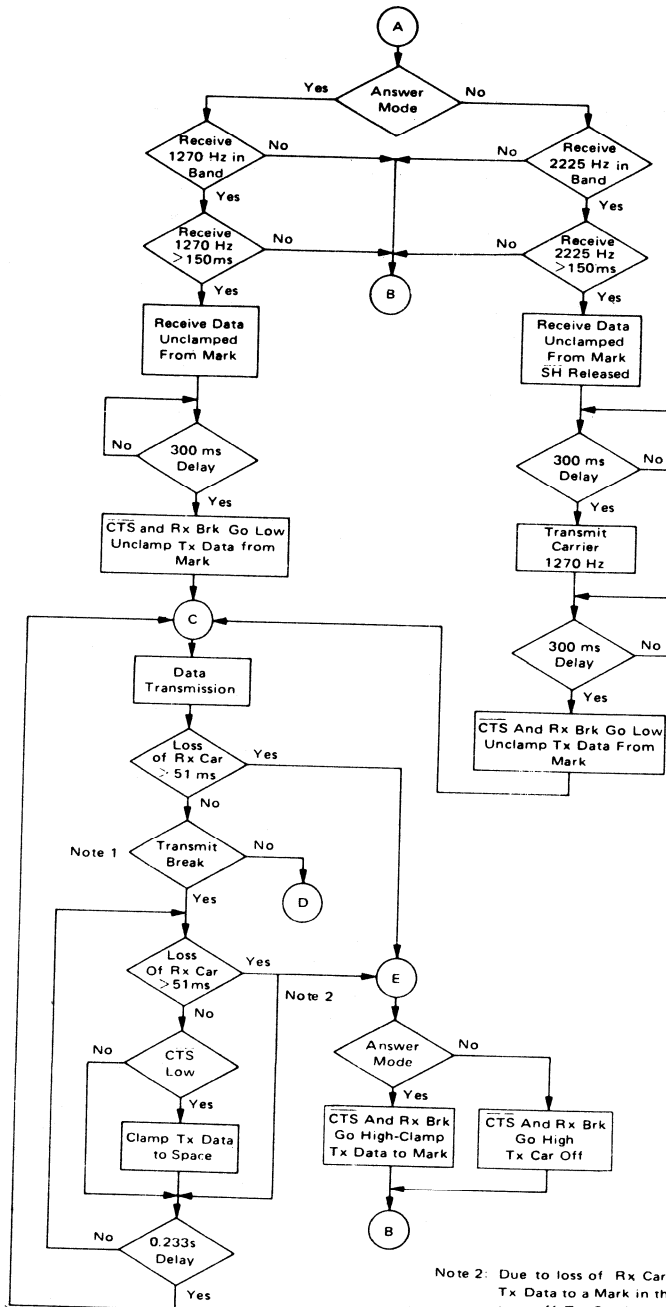 A
Answer
Mode
Yes
No
Receive
1270 Hz in
Band
No
Yes
No
Receive
2225 Hz in
Band
Yes
Receive
1270 Hz
>150ms
No
Yes
No
Receive
2225 Hz
>150ms
Yes
B
Receive Data
Unclamped
From Mark
Receive Data
Unclamped
From Mark
SH Released
300 ms
Delay
No
Yes
300 ms
Delay
No
Yes
CTS and Rx Brk Go Low
Unclamp Tx Data from
Mark
Transmit
Carrier
1270 Hz
C
300 ms
Delay
No
Yes
Data
Transmission
CTS And Rx Brk Go Low
Unclamp Tx Data From
Mark
Loss
of Rx Car
>51 ms
Yes
No
Note 1
Transmit
Break
No
Yes
D
Loss
Of Rx Car
>51ms
Yes
No
Note 2
E
CTS
Low
No
Yes
Answer
Mode
No
Yes
Clamp Tx Data
to Space
CTS And Rx Brk
Go High-Clamp
Tx Data to Mark
CTS And Rx Brk
Go High
Tx Car Off
B
0.233s
Delay
No
Yes
Note 2: Due to loss of Rx Car
Tx Data to a Mark in th